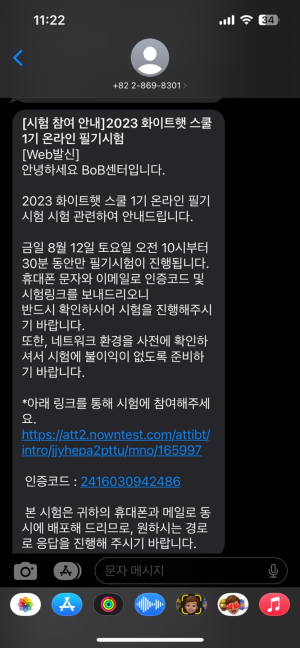 11:22
34
+82 2-869-8301
[시험 참여 안내]2023 화이트햇 스쿨
1기 온라인 필기시험
[Web발신]
안녕하세요 BoB센터입니다.
2023 화이트햇 스쿨 1기 온라인 필기
시험 시험 관련하여 안내드립니다.
금일 8월 12일 토요일 오전 10시부터
30분 동안만 필기시험이 진행됩니다.
휴대폰 문자와 이메일로 인증코드 및
시험링크를 보내드리오니
반드시 확인하시어 시험을 진행해주시
기 바랍니다.
또한, 네트워크 환경을 사전에 확인하
셔서 시험에 불이익이 없도록 준비하
기 바랍니다.
*아래 링크를 통해 시험에 참여해주세
요.
https://att2.nowntest.com/attibt/
intro/jjyhepa2pttu/mno/165997
인증코드 : 2416030942486
본 시험은 귀하의 휴대폰과 메일로 동
시에 배포해 드리므로, 원하시는 경로
로 응답을 진행해 주시기 바랍니다.
문자 메시지